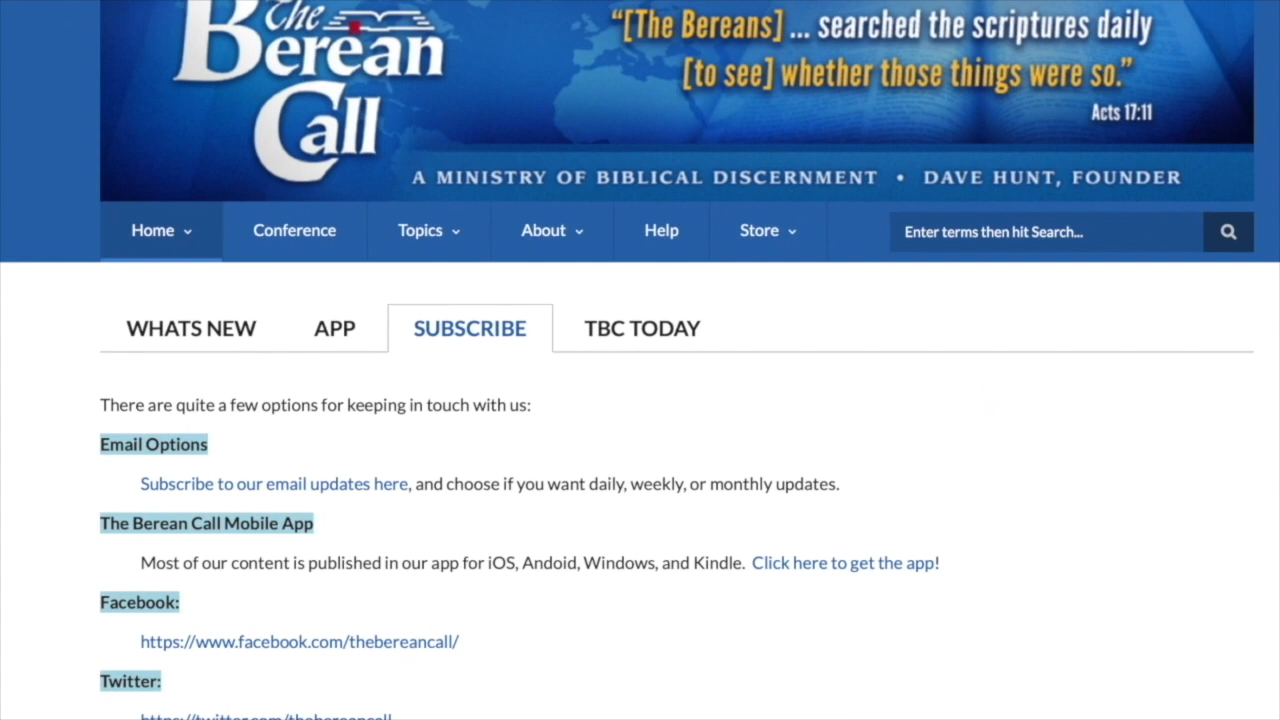 The
Berean
Call
“[The Bereans] ... searched the scriptures daily
[to see] whether those things were so.”
Acts 17:11
A MINISTRY OF BIBLICAL DISCERNMENT • DAVE HUNT, FOUNDER
Home Conference Topics About Help Store Enter terms then hit Search...
WHATS NEW APP SUBSCRIBE TBC TODAY
There are quite a few options for keeping in touch with us:
Email Options
Subscribe to our email updates here, and choose if you want daily, weekly, or monthly updates.
The Berean Call Mobile App
Most of our content is published in our app for iOS, Andoid, Windows, and Kindle. Click here to get the app!
Facebook:
https://www.facebook.com/thebereancall/
Twitter:
https://twitter.com/thebereancall